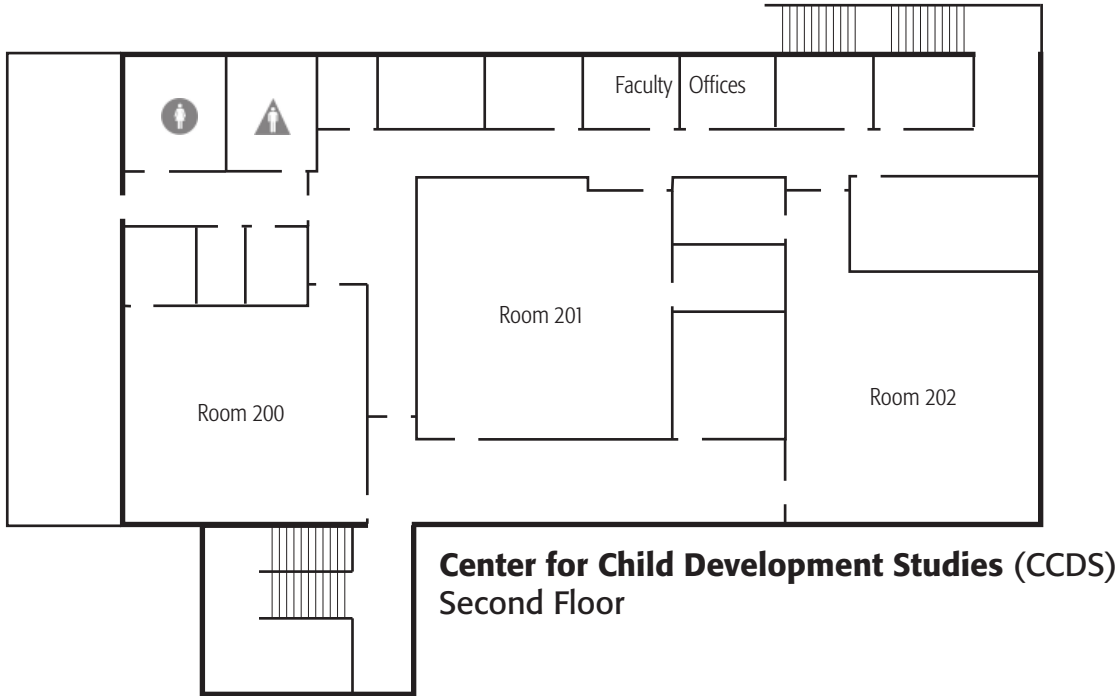 Faculty Offices
Room 201
Room 202
Room 200
Center for Child Development Studies (CCDS)
Second Floor